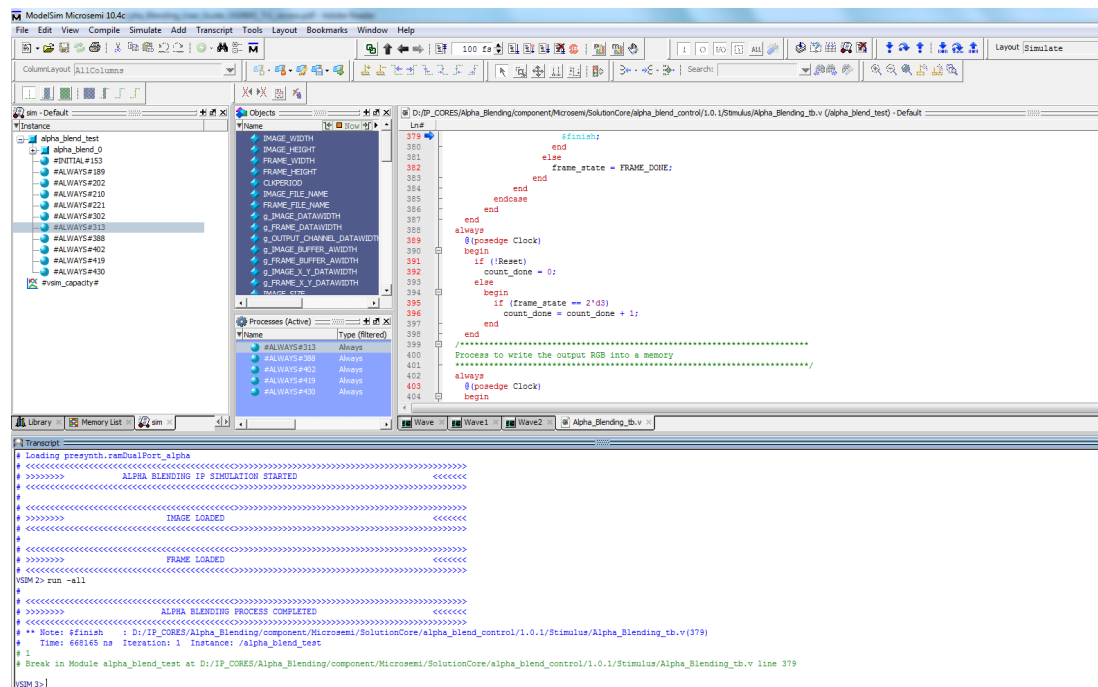 ModelSim Microsemi 10.4c
File Edit View Compile Simulate Add Transcript Tools Layout Bookmarks Window Help
100 fs
Layout Simulate
ColumnLayout AllColumns
Search:
sim - Default
Instance
alpha_blend_test
alpha_blend_0
#INITIAL#153
#ALWAYS#189
#ALWAYS#202
#ALWAYS#210
#ALWAYS#221
#ALWAYS#302
#ALWAYS#313
#ALWAYS#388
#ALWAYS#402
#ALWAYS#419
#ALWAYS#430
#vsim_capacity#
Objects
Name
Now
IMAGE_WIDTH
IMAGE_HEIGHT
FRAME_WIDTH
FRAME_HEIGHT
CLKPERIOD
IMAGE_FILE_NAME
FRAME_FILE_NAME
g_IMAGE_DATAWIDTH
g_FRAME_DATAWIDTH
g_OUTPUT_CHANNEL_DATAWIDTH
g_IMAGE_BUFFER_AWIDTH
g_FRAME_BUFFER_AWIDTH
g_IMAGE_X_Y_DATAWIDTH
g_FRAME_X_Y_DATAWIDTH
IMAGE_SIZE
Processes (Active)
Name Type (filtered)
#ALWAYS#313 Always
#ALWAYS#388 Always
#ALWAYS#402 Always
#ALWAYS#419 Always
#ALWAYS#430 Always
D:/IP_CORES/Alpha_Blending/component/Microsemi/SolutionCore/alpha_blend_control/1.0.1/Stimulus/Alpha_Blending_tb.v (/alpha_blend_test) - Default
Ln#
379 $finish;
380 end
381 else
382 frame_state = FRAME_DONE;
383 end
384 end
385 endcase
386 end
387 end
388 always
389 @(posedge Clock)
390 begin
391 if (!Reset)
392 count_done = 0;
393 else
394 begin
395 if (frame_state == 2'd3)
396 count_done = count_done + 1;
397 end
398 end
399 /********************************************************************************
400 Process to write the output RGB into a memory
401 ********************************************************************************/
402 always
403 @(posedge Clock)
404 begin
Library Memory List sim
Wave Wave1 Wave2 Alpha_Blending_tb.v
Transcript
# Loading presynth.ramDualPort_alpha
# <<<<<<<<<<<<<<<<<<<<<<<<<<<<<<<<<<<<<<<<<<>>>>>>>>>>>>>>>>>>>>>>>>>>>>>>>>>>>>>>>>>>>>>
# >>>>>>>> ALPHA BLENDING IP SIMULATION STARTED <<<<<<<
# <<<<<<<<<<<<<<<<<<<<<<<<<<<<<<<<<<<<<<<<<<>>>>>>>>>>>>>>>>>>>>>>>>>>>>>>>>>>>>>>>>>>>>>
#
# <<<<<<<<<<<<<<<<<<<<<<<<<<<<<<<<<<<<<<<<<<>>>>>>>>>>>>>>>>>>>>>>>>>>>>>>>>>>>>>>>>>>>>>
# >>>>>>>> IMAGE LOADED <<<<<<<
# <<<<<<<<<<<<<<<<<<<<<<<<<<<<<<<<<<<<<<<<<<>>>>>>>>>>>>>>>>>>>>>>>>>>>>>>>>>>>>>>>>>>>>>
#
# <<<<<<<<<<<<<<<<<<<<<<<<<<<<<<<<<<<<<<<<<<>>>>>>>>>>>>>>>>>>>>>>>>>>>>>>>>>>>>>>>>>>>>>
# >>>>>>>> FRAME LOADED <<<<<<<
# <<<<<<<<<<<<<<<<<<<<<<<<<<<<<<<<<<<<<<<<<<>>>>>>>>>>>>>>>>>>>>>>>>>>>>>>>>>>>>>>>>>>>>>
VSIM 2> run -all
#
# <<<<<<<<<<<<<<<<<<<<<<<<<<<<<<<<<<<<<<<<<<>>>>>>>>>>>>>>>>>>>>>>>>>>>>>>>>>>>>>>>>>>>>>
# >>>>>>>> ALPHA BLENDING PROCESS COMPLETED <<<<<<<
# <<<<<<<<<<<<<<<<<<<<<<<<<<<<<<<<<<<<<<<<<<>>>>>>>>>>>>>>>>>>>>>>>>>>>>>>>>>>>>>>>>>>>>>
# ** Note: $finish : D:/IP_CORES/Alpha_Blending/component/Microsemi/SolutionCore/alpha_blend_control/1.0.1/Stimulus/Alpha_Blending_tb.v(379)
# Time: 668165 ns Iteration: 1 Instance: /alpha_blend_test
# 1
# Break in Module alpha_blend_test at D:/IP_CORES/Alpha_Blending/component/Microsemi/SolutionCore/alpha_blend_control/1.0.1/Stimulus/Alpha_Blending_tb.v line 379
VSIM 3>